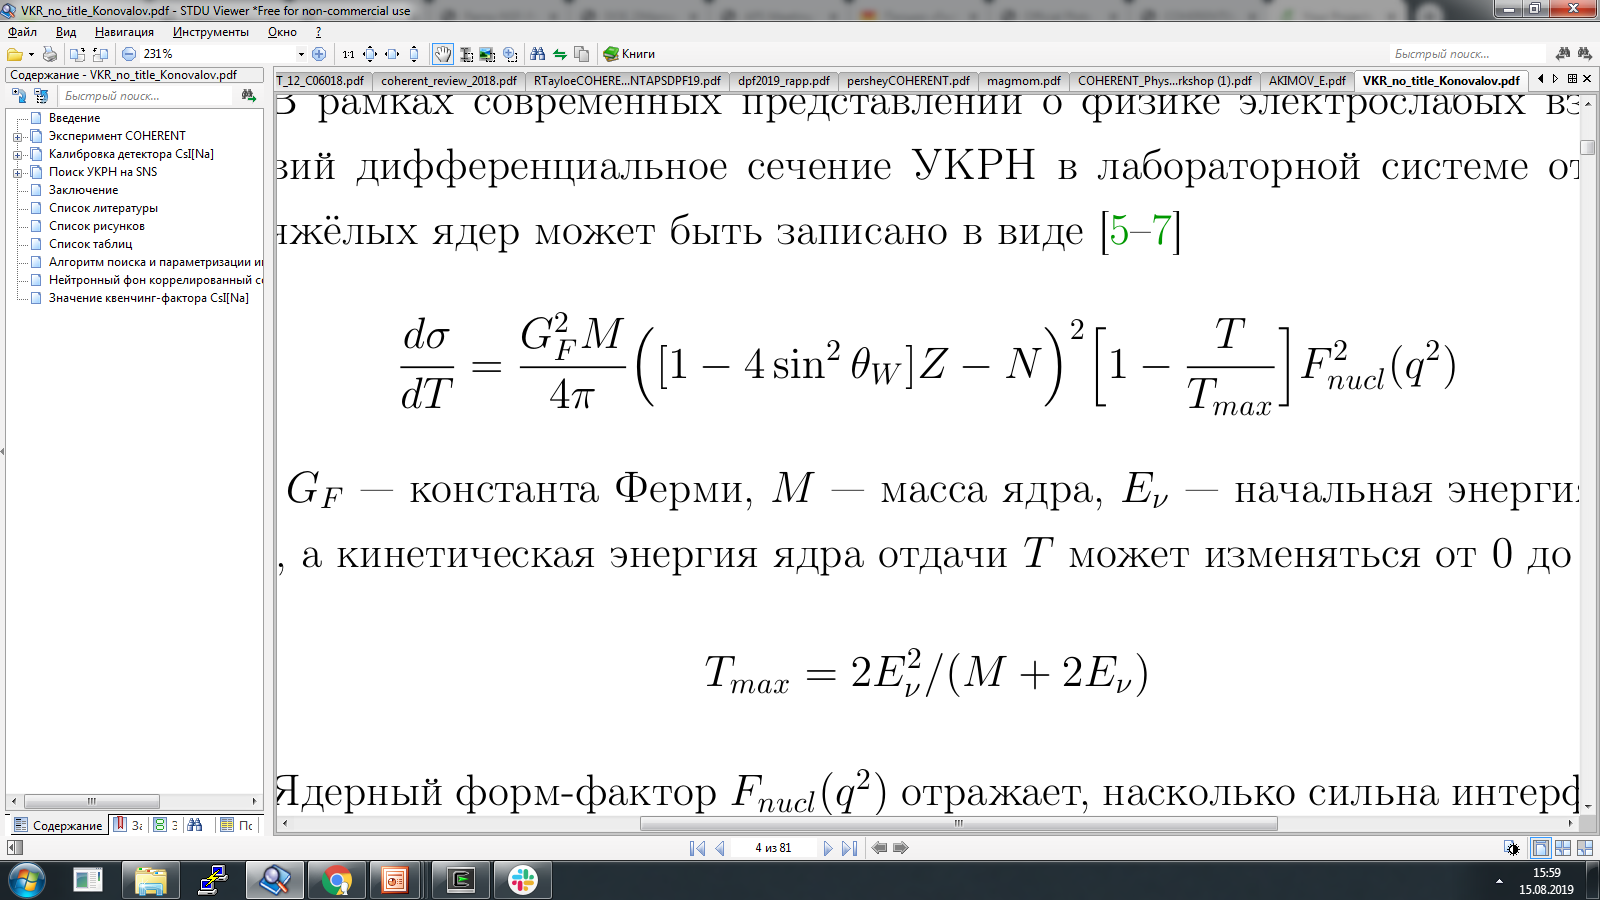 VKR_no_title_Konovalov.pdf - STDU Viewer *Free for non-commercial use
Файл Вид Навигация Инструменты Окно ?
231% 1:1 Книги Быстрый поиск...
Содержание - VKR_no_title_Konovalov.pdf
T_12_C06018.pdf coherent_review_2018.pdf RTayloeCOHERE...NTAPSDPF19.pdf dpf2019_rapp.pdf persheyCOHERENT.pdf magmom.pdf COHERENT_Phys...rkshop (1).pdf AKIMOV_E.pdf VKR_no_title_Konovalov.pdf
Быстрый поиск...
Введение
Эксперимент COHERENT
Калибровка детектора CsI[Na]
Поиск УКРН на SNS
Заключение
Список литературы
Список рисунков
Список таблиц
Алгоритм поиска и параметризации и
Нейтронный фон коррелированный с
Значение квенчинг-фактора CsI[Na]
В рамках современных представлений о физике электрослабых вз
вий дифференциальное сечение УКРН в лабораторной системе от
яжёлых ядер может быть записано в виде [5–7]
dσ/dT = G_F^2 M/4π ([1 − 4 sin^2 θ_W]Z − N)^2 [1 − T/T_max] F_nucl^2(q^2)
G_F — константа Ферми, M — масса ядра, E_ν — начальная энергия
, а кинетическая энергия ядра отдачи T может изменяться от 0 до
T_max = 2E_ν^2/(M + 2E_ν)
Ядерный форм-фактор F_nucl(q^2) отражает, насколько сильна интерф
Содержание За З Пс
4 из 81
15:59
15.08.2019